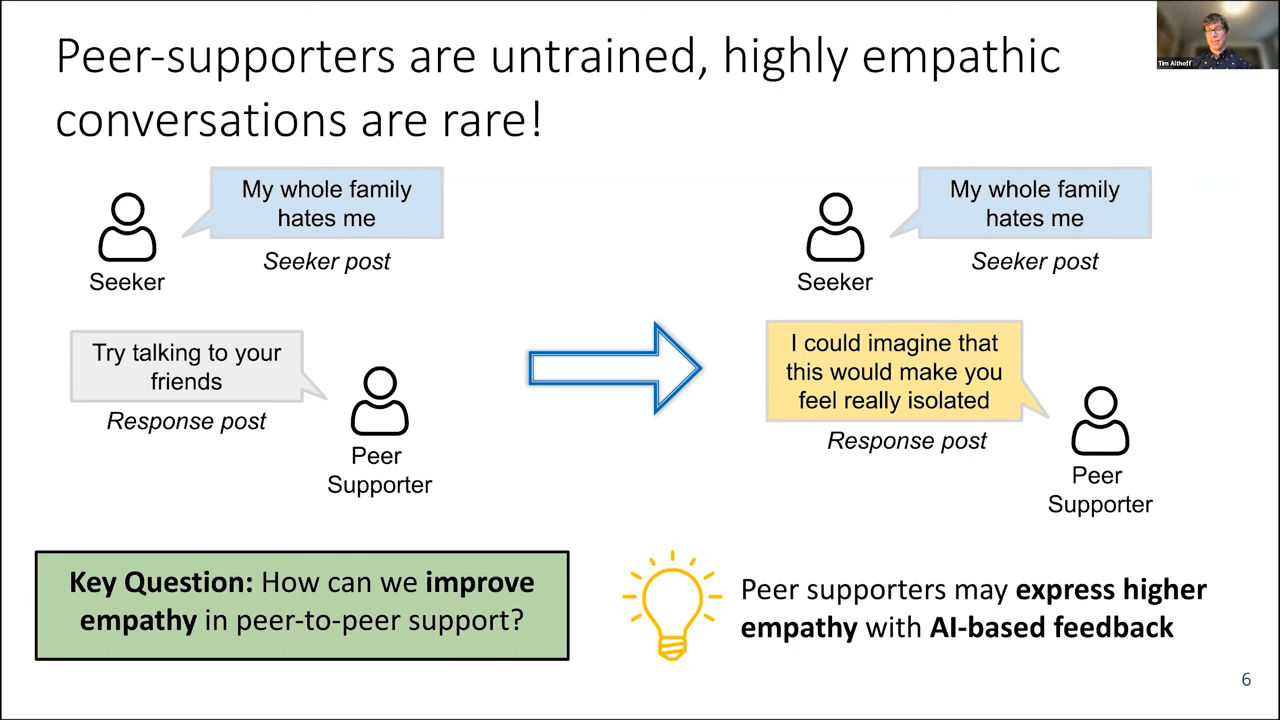 Peer-supporters are untrained, highly empathic
conversations are rare!
Tim Althoff
My whole family
hates me
Seeker post
Seeker
Try talking to your
friends
Response post
Peer
Supporter
My whole family
hates me
Seeker post
Seeker
I could imagine that
this would make you
feel really isolated
Response post
Peer
Supporter
Key Question: How can we improve
empathy in peer-to-peer support?
Peer supporters may express higher
empathy with AI-based feedback
6